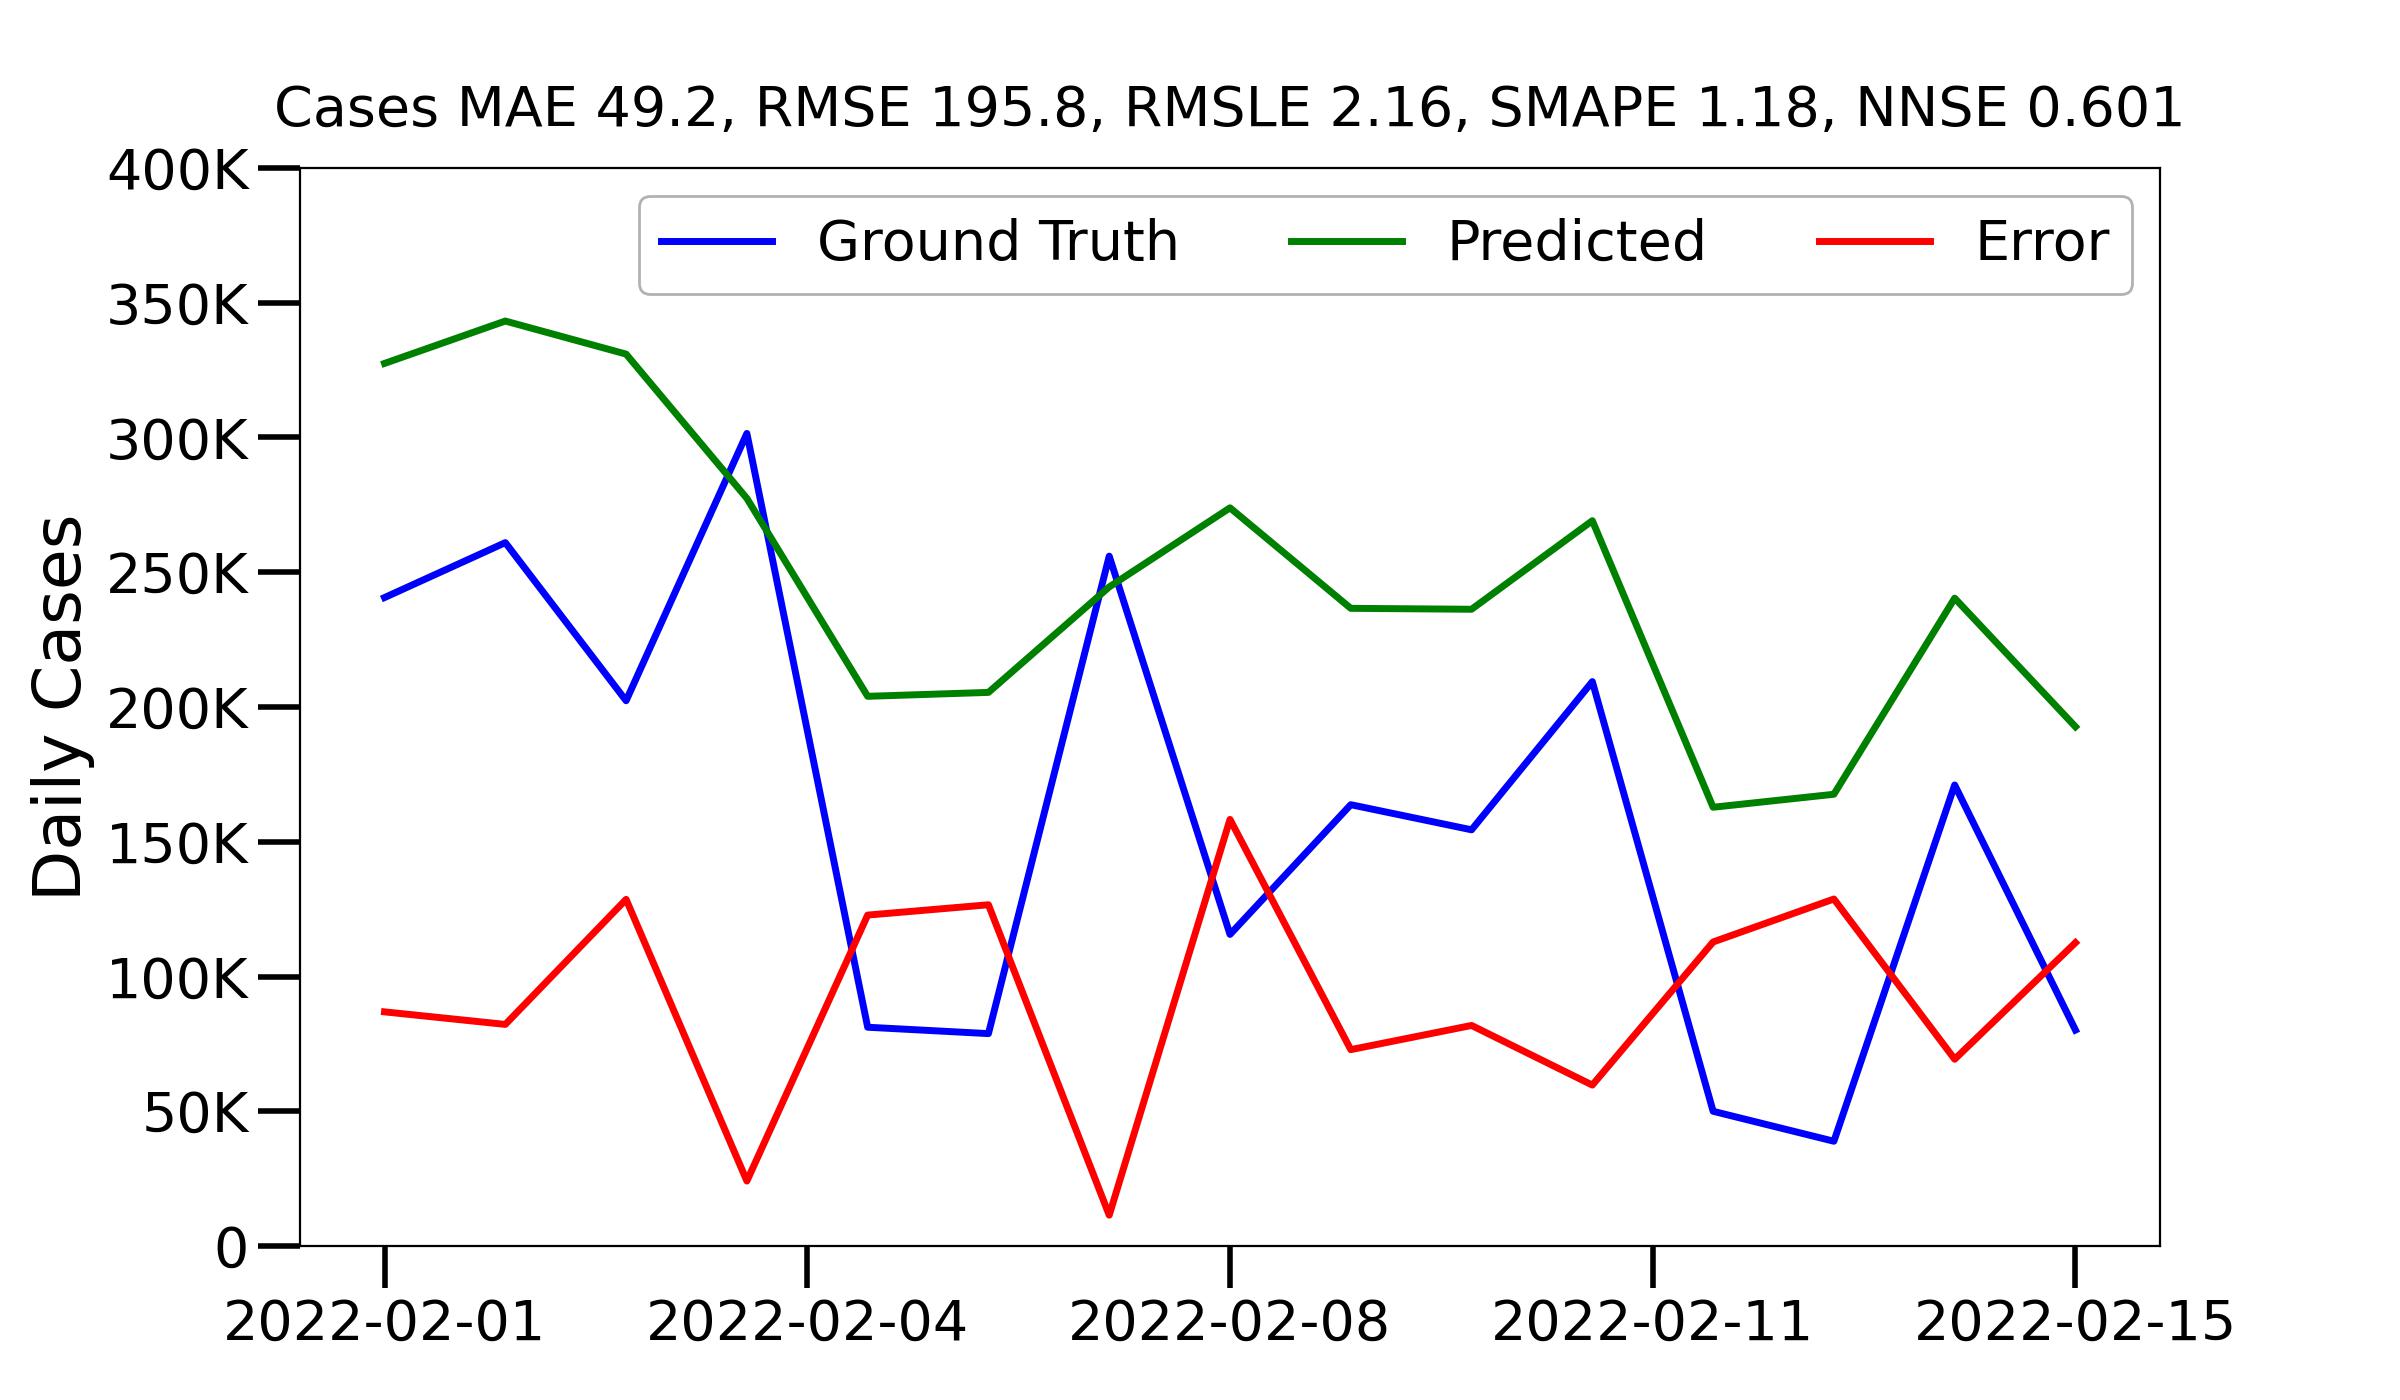 Cases MAE 49.2, RMSE 195.8, RMSLE 2.16, SMAPE 1.18, NNSE 0.601
Ground Truth Predicted Error
Daily Cases
400K
350K
300K
250K
200K
150K
100K
50K
0
2022-02-01 2022-02-04 2022-02-08 2022-02-11 2022-02-15